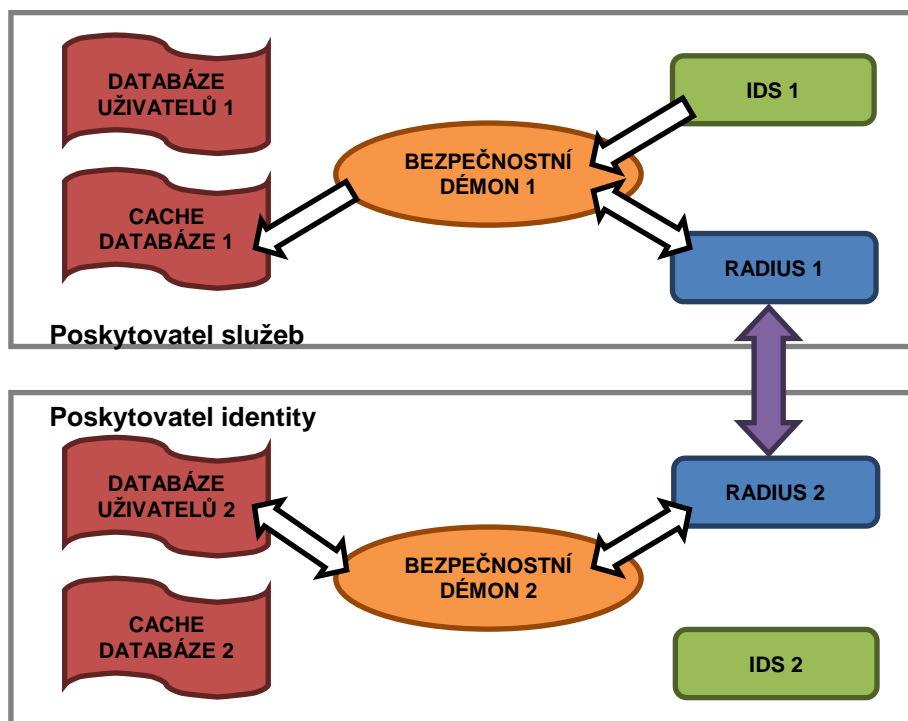 DATABÁZE
UŽIVATELŮ 1
IDS 1
BEZPEČNOSTNÍ
DÉMON 1
CACHE
DATABÁZE 1
RADIUS 1
Poskytovatel služeb
Poskytovatel identity
DATABÁZE
UŽIVATELŮ 2
RADIUS 2
BEZPEČNOSTNÍ
DÉMON 2
CACHE
DATABÁZE 2
IDS 2